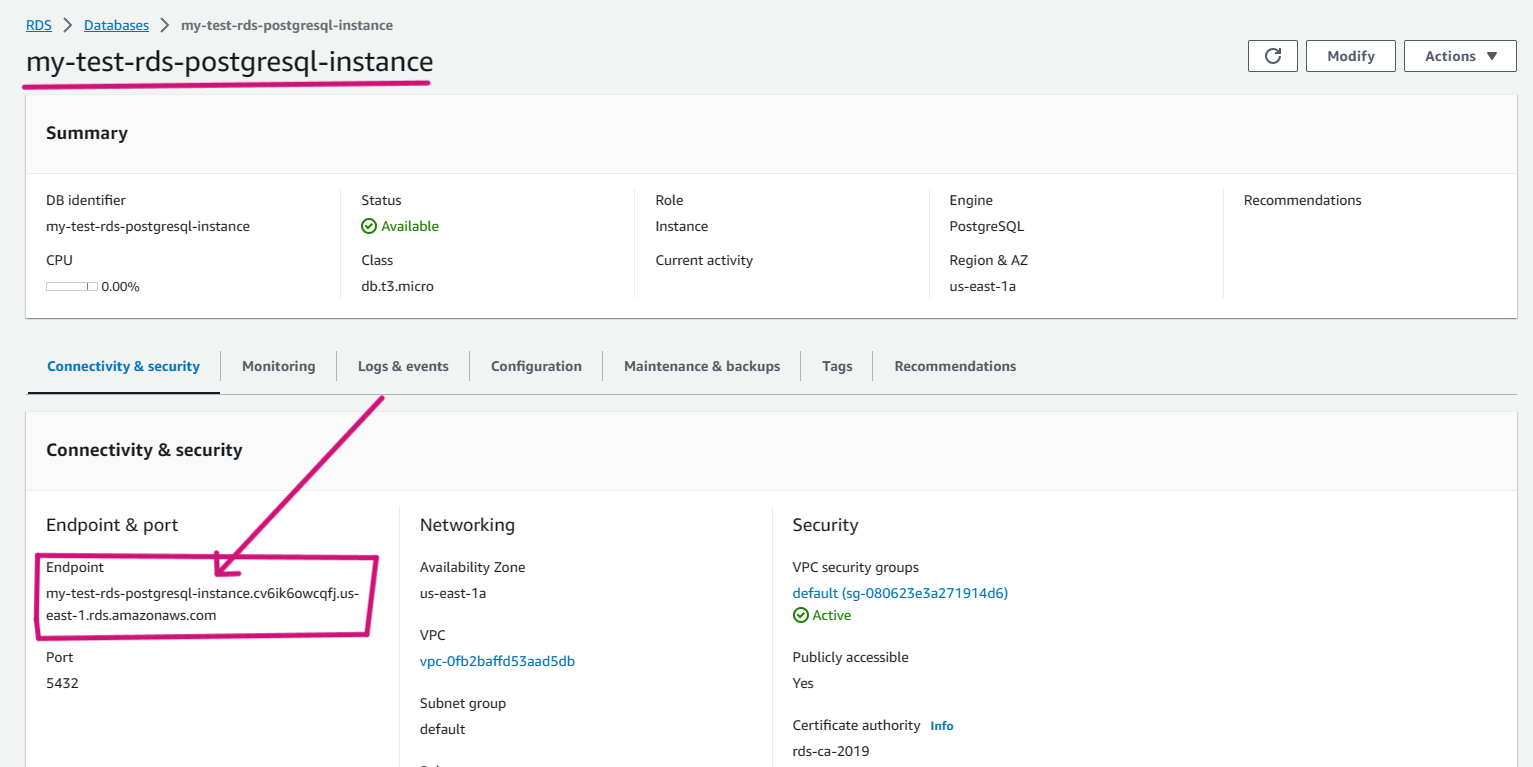 RDS > Databases > my-test-rds-postgresql-instance
my-test-rds-postgresql-instance
Modify
Actions
Summary
DB identifier
my-test-rds-postgresql-instance
CPU
0.00%
Status
Available
Class
db.t3.micro
Role
Instance
Current activity
Engine
PostgreSQL
Region & AZ
us-east-1a
Recommendations
Connectivity & security
Monitoring
Logs & events
Configuration
Maintenance & backups
Tags
Recommendations
Connectivity & security
Endpoint & port
Endpoint
my-test-rds-postgresql-instance.cv6ik6owcqfj.us-
east-1.rds.amazonaws.com
Port
5432
Networking
Availability Zone
us-east-1a
VPC
vpc-0fb2baffd53aad5db
Subnet group
default
Security
VPC security groups
default (sg-080623e3a271914d6)
Active
Publicly accessible
Yes
Certificate authority Info
rds-ca-2019